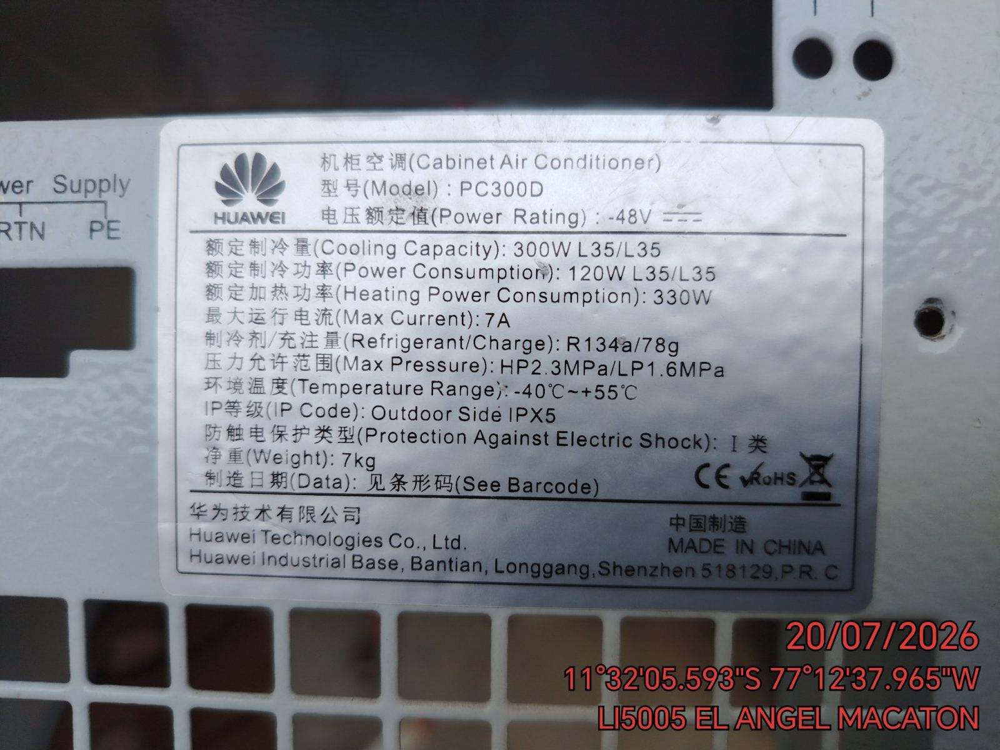 wer Supply
RTN PE
HUAWEI
机柜空调(Cabinet Air Conditioner)
型号(Model) : PC300D
电压额定值(Power Rating) : -48V
额定制冷量(Cooling Capacity): 300W L35/L35
额定制冷功率(Power Consumption): 120W L35/L35
额定加热功率(Heating Power Consumption): 330W
最大运行电流(Max Current): 7A
制冷剂/充注量(Refrigerant/Charge): R134a/78g
压力允许范围(Max Pressure): HP2.3MPa/LP1.6MPa
环境温度(Temperature Range): -40℃~+55℃
IP等级(IP Code): Outdoor Side IPX5
防触电保护类型(Protection Against Electric Shock): I 类
净重(Weight): 7kg
制造日期(Data): 见条形码(See Barcode)
CE RoHS
华为技术有限公司
Huawei Technologies Co., Ltd.
Huawei Industrial Base, Bantian, Longgang,Shenzhen 518129,P.R. C
中国制造
MADE IN CHINA
20/07/2026
11°32'05.593"S 77°12'37.965"W
LI5005 EL ANGEL MACATON